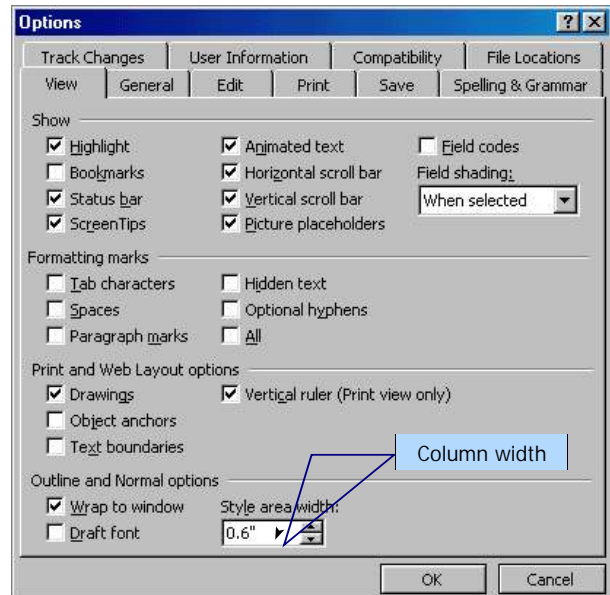 Options
Track Changes User Information Compatibility File Locations
View General Edit Print Save Spelling & Grammar
Show
Highlight Animated text Field codes
Bookmarks Horizontal scroll bar Field shading:
Status bar Vertical scroll bar When selected
ScreenTips Picture placeholders
Formatting marks
Tab characters Hidden text
Spaces Optional hyphens
Paragraph marks All
Print and Web Layout options
Drawings Vertical ruler (Print view only)
Object anchors
Text boundaries
Column width
Outline and Normal options
Wrap to window Style area width:
Draft font 0.6"
OK Cancel